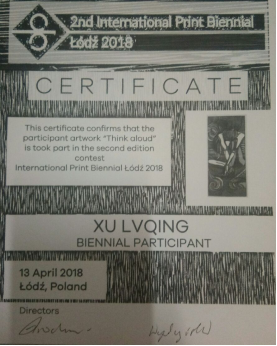 2nd International Print Biennial
Łódź 2018
CERTIFICATE
This certificate confirms that the
participant artwork "Think aloud"
is took part in the second edition
contest
International Print Biennial Łódź 2018
XU LVQING
BIENNIAL PARTICIPANT
13 April 2018
Łódź, Poland
Directors